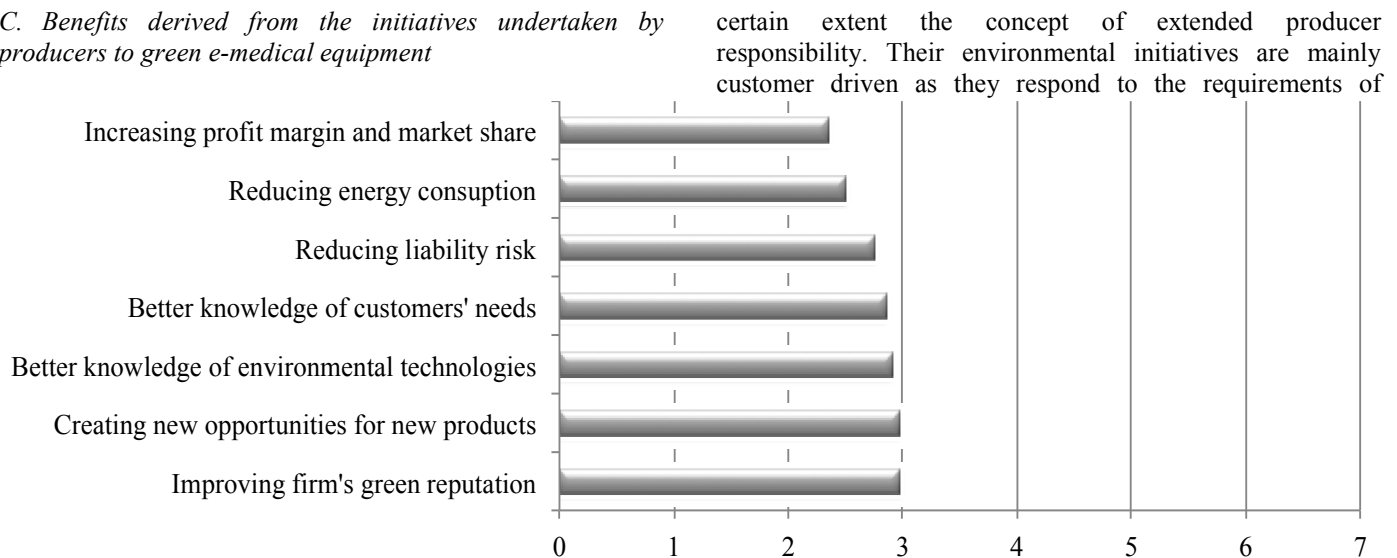 C. Benefits derived from the initiatives undertaken by
producers to green e-medical equipment
certain extent the concept of extended producer
responsibility. Their environmental initiatives are mainly
customer driven as they respond to the requirements of
Increasing profit margin and market share
Reducing energy consuption
Reducing liability risk
Better knowledge of customers' needs
Better knowledge of environmental technologies
Creating new opportunities for new products
Improving firm's green reputation
0 1 2 3 4 5 6 7